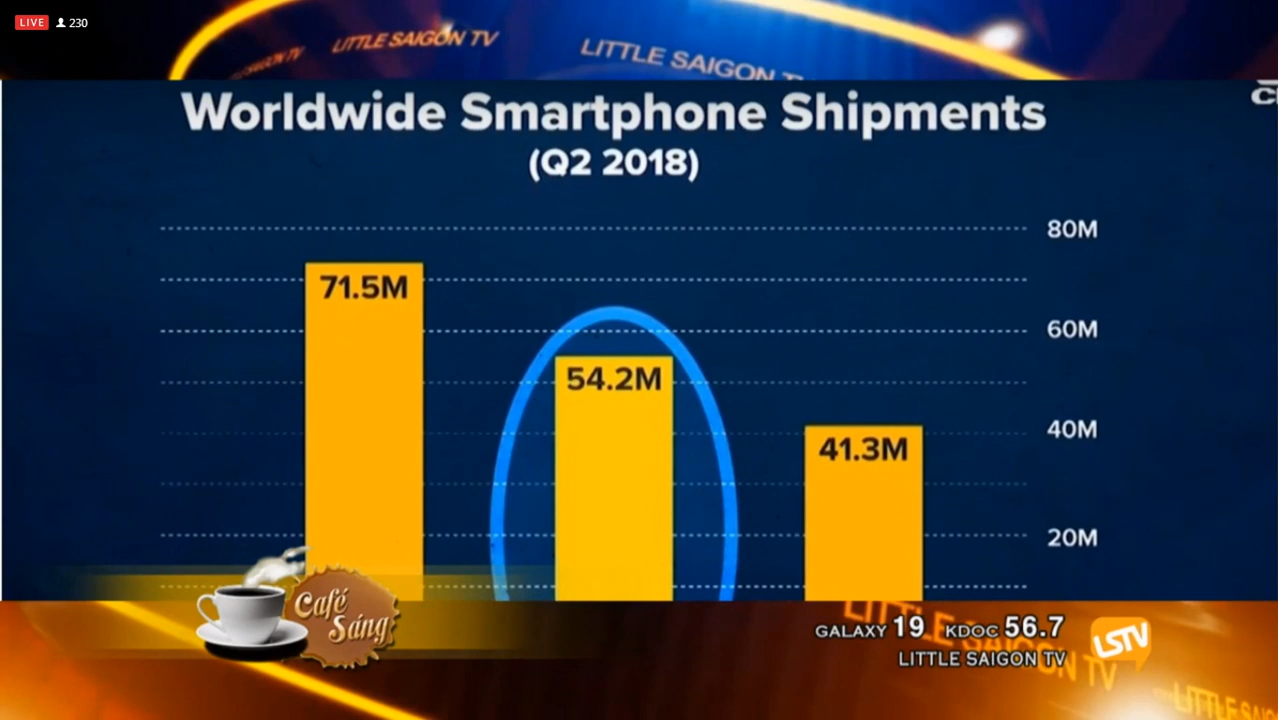 LIVE 230
LITTLE SAIGON TV
LITTLE SAIGON TV
Worldwide Smartphone Shipments
(Q2 2018)
80M
71.5M
60M
54.2M
40M
41.3M
20M
Café
Sáng
GALAXY 19 KDOC 56.7
LITTLE SAIGON TV
LSTV